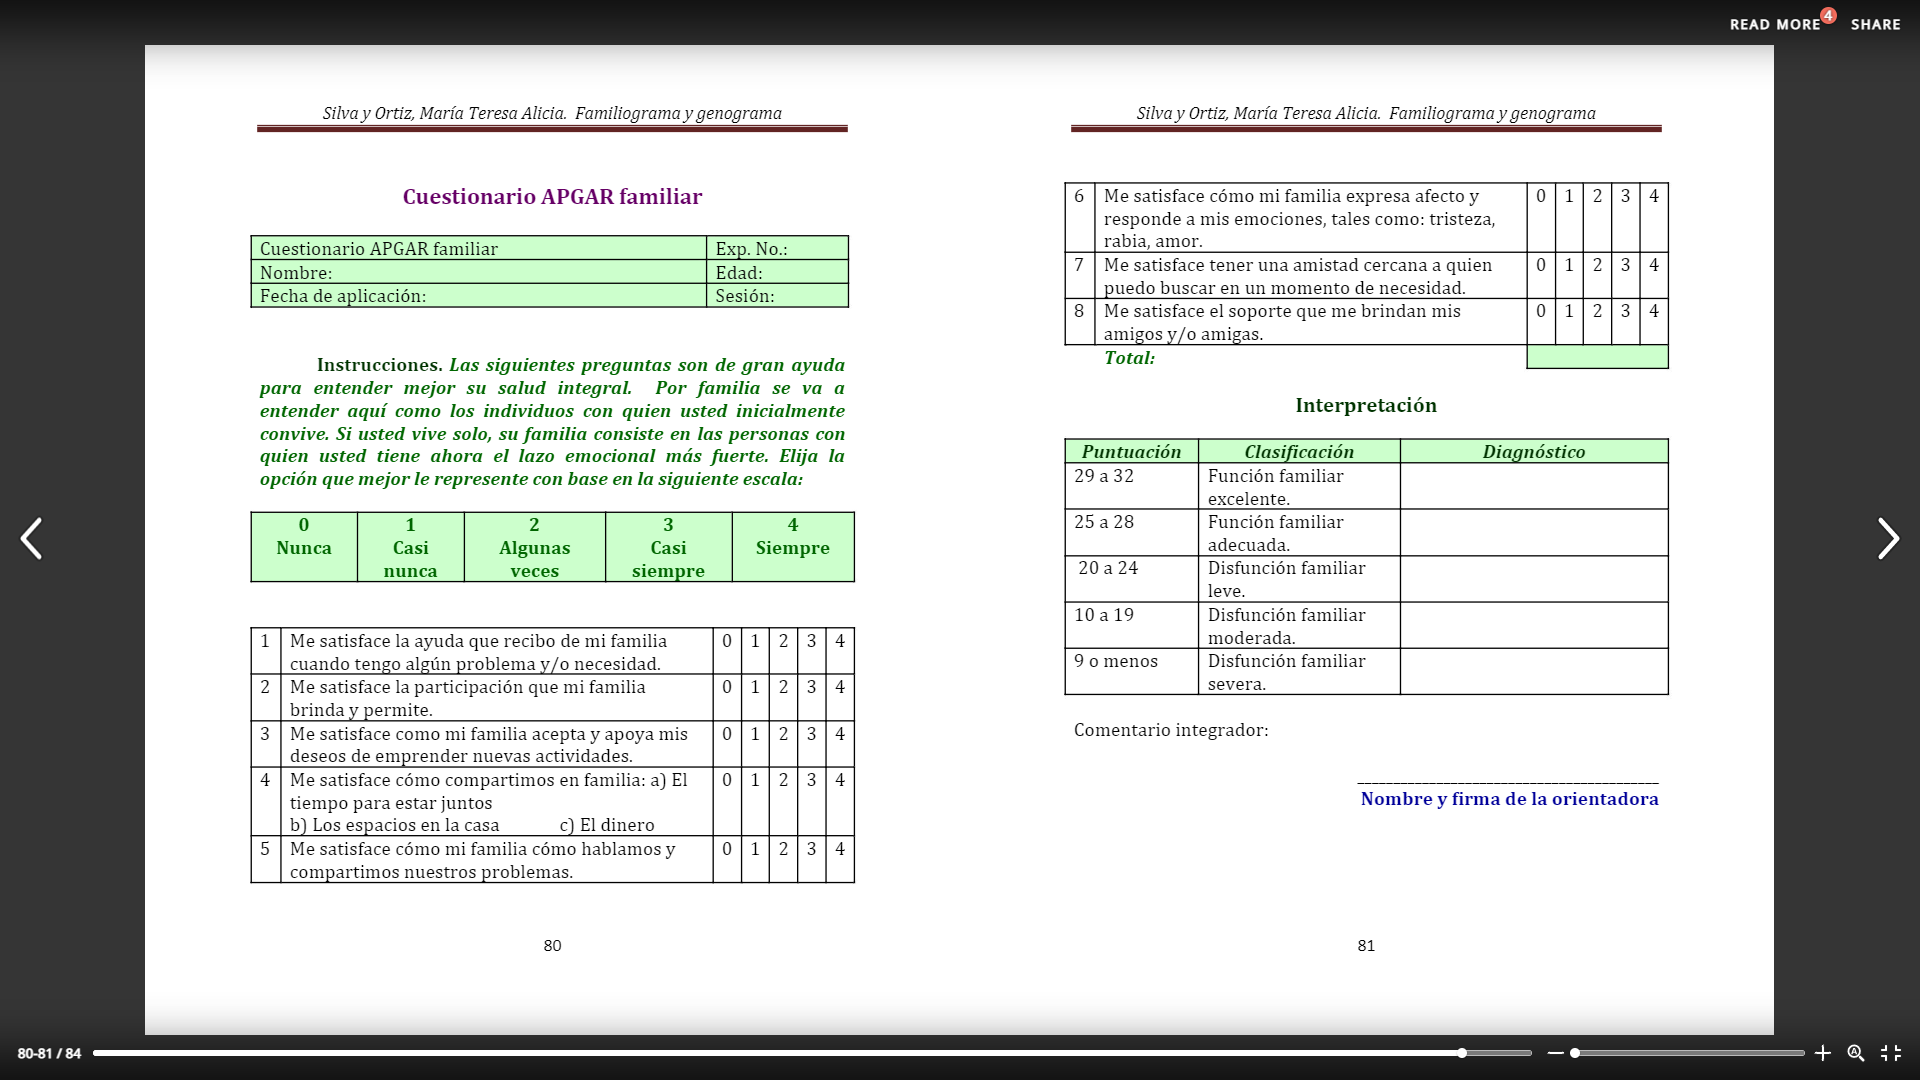 READ MORE 4 SHARE
Silva y Ortiz, María Teresa Alicia. Familiograma y genograma
Cuestionario APGAR familiar
Cuestionario APGAR familiar Exp. No.:
Nombre: Edad:
Fecha de aplicación: Sesión:
Instrucciones. Las siguientes preguntas son de gran ayuda
para entender mejor su salud integral. Por familia se va a
entender aquí como los individuos con quien usted inicialmente
convive. Si usted vive solo, su familia consiste en las personas con
quien usted tiene ahora el lazo emocional más fuerte. Elija la
opción que mejor le represente con base en la siguiente escala:
0 1 2 3 4
Nunca Casi Algunas Casi Siempre
nunca veces siempre
1 Me satisface la ayuda que recibo de mi familia 0 1 2 3 4
cuando tengo algún problema y/o necesidad.
2 Me satisface la participación que mi familia 0 1 2 3 4
brinda y permite.
3 Me satisface como mi familia acepta y apoya mis 0 1 2 3 4
deseos de emprender nuevas actividades.
4 Me satisface cómo compartimos en familia: a) El 0 1 2 3 4
tiempo para estar juntos
b) Los espacios en la casa c) El dinero
5 Me satisface cómo mi familia cómo hablamos y 0 1 2 3 4
compartimos nuestros problemas.
80
Silva y Ortiz, María Teresa Alicia. Familiograma y genograma
6 Me satisface cómo mi familia expresa afecto y 0 1 2 3 4
responde a mis emociones, tales como: tristeza,
rabia, amor.
7 Me satisface tener una amistad cercana a quien 0 1 2 3 4
puedo buscar en un momento de necesidad.
8 Me satisface el soporte que me brindan mis 0 1 2 3 4
amigos y/o amigas.
Total:
Interpretación
Puntuación Clasificación Diagnóstico
29 a 32 Función familiar
excelente.
25 a 28 Función familiar
adecuada.
20 a 24 Disfunción familiar
leve.
10 a 19 Disfunción familiar
moderada.
9 o menos Disfunción familiar
severa.
Comentario integrador:
Nombre y firma de la orientadora
81
80-81 / 84